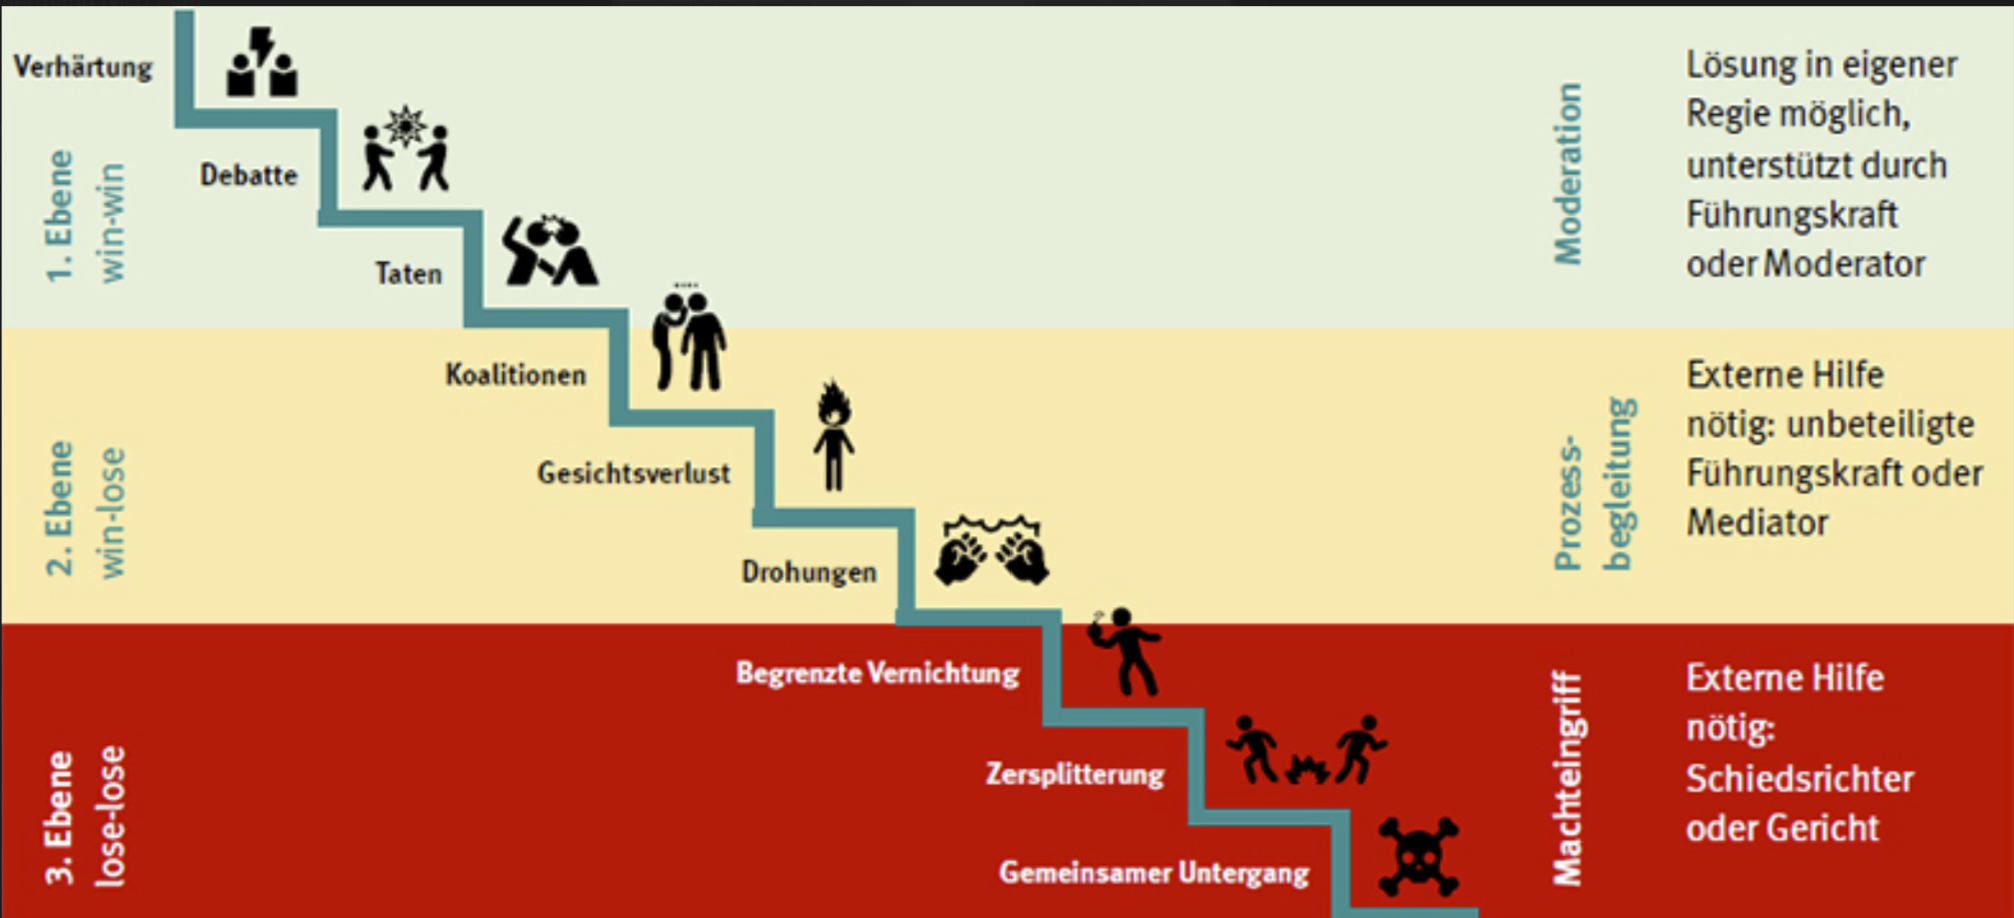 Verhärtung
Debatte
Taten
1. Ebene
win-win
Moderation
Lösung in eigener
Regie möglich,
unterstützt durch
Führungskraft
oder Moderator
Koalitionen
Gesichtsverlust
Drohungen
2. Ebene
win-lose
Prozess-
begleitung
Externe Hilfe
nötig: unbeteiligte
Führungskraft oder
Mediator
Begrenzte Vernichtung
Zersplitterung
Gemeinsamer Untergang
3. Ebene
lose-lose
Machteingriff
Externe Hilfe
nötig:
Schiedsrichter
oder Gericht